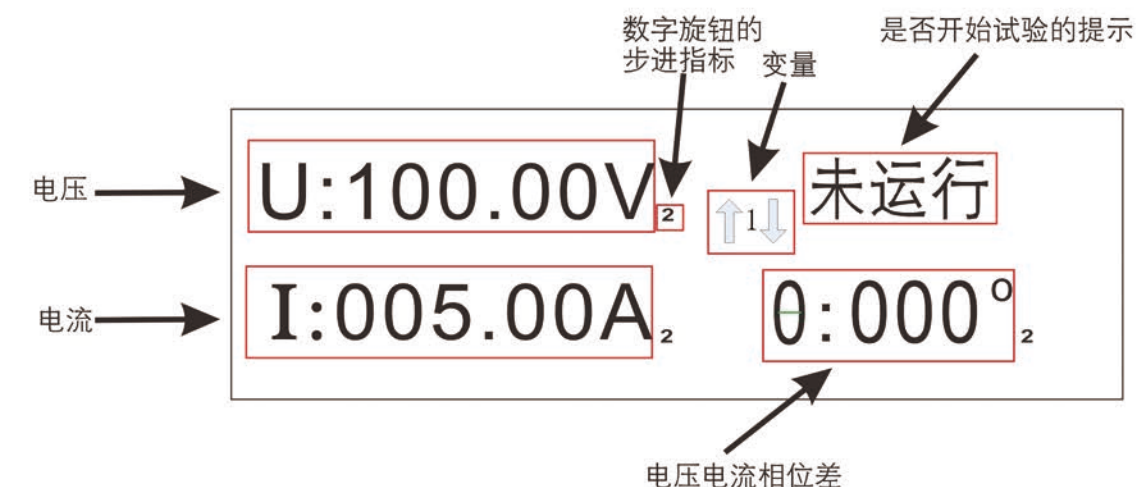 数字旋钮的
步进指标
变量
是否开始试验的提示
电压
U:100.00V 2
↑1↓
未运行
电流
I:005.00A 2
θ:000° 2
电压电流相位差